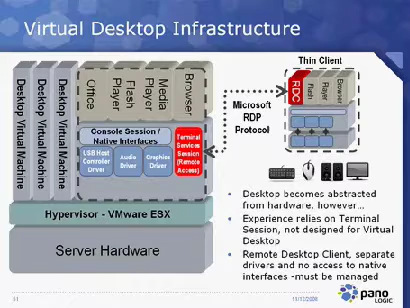 Virtual Desktop Infrastructure
Desktop Virtual Machine
Desktop Virtual Machine
Desktop Virtual Machine
Office
Flash
Player
Media
Player
Browser
Console Session /
Native Interfaces
USB Host
Controller
Driver
Audio
Driver
Graphics
Driver
Terminal
Services
Session
(Remote
Access)
Hypervisor - VMware ESX
Server Hardware
Microsoft
RDP
Protocol
Thin Client
RDC
Flash
Player
Browser
• Desktop becomes abstracted
from hardware, however...
• Experience relies on Terminal
Session, not designed for Virtual
Desktop
• Remote Desktop Client, separate
drivers and no access to native
interfaces -must be managed
11
pano
LOGIC